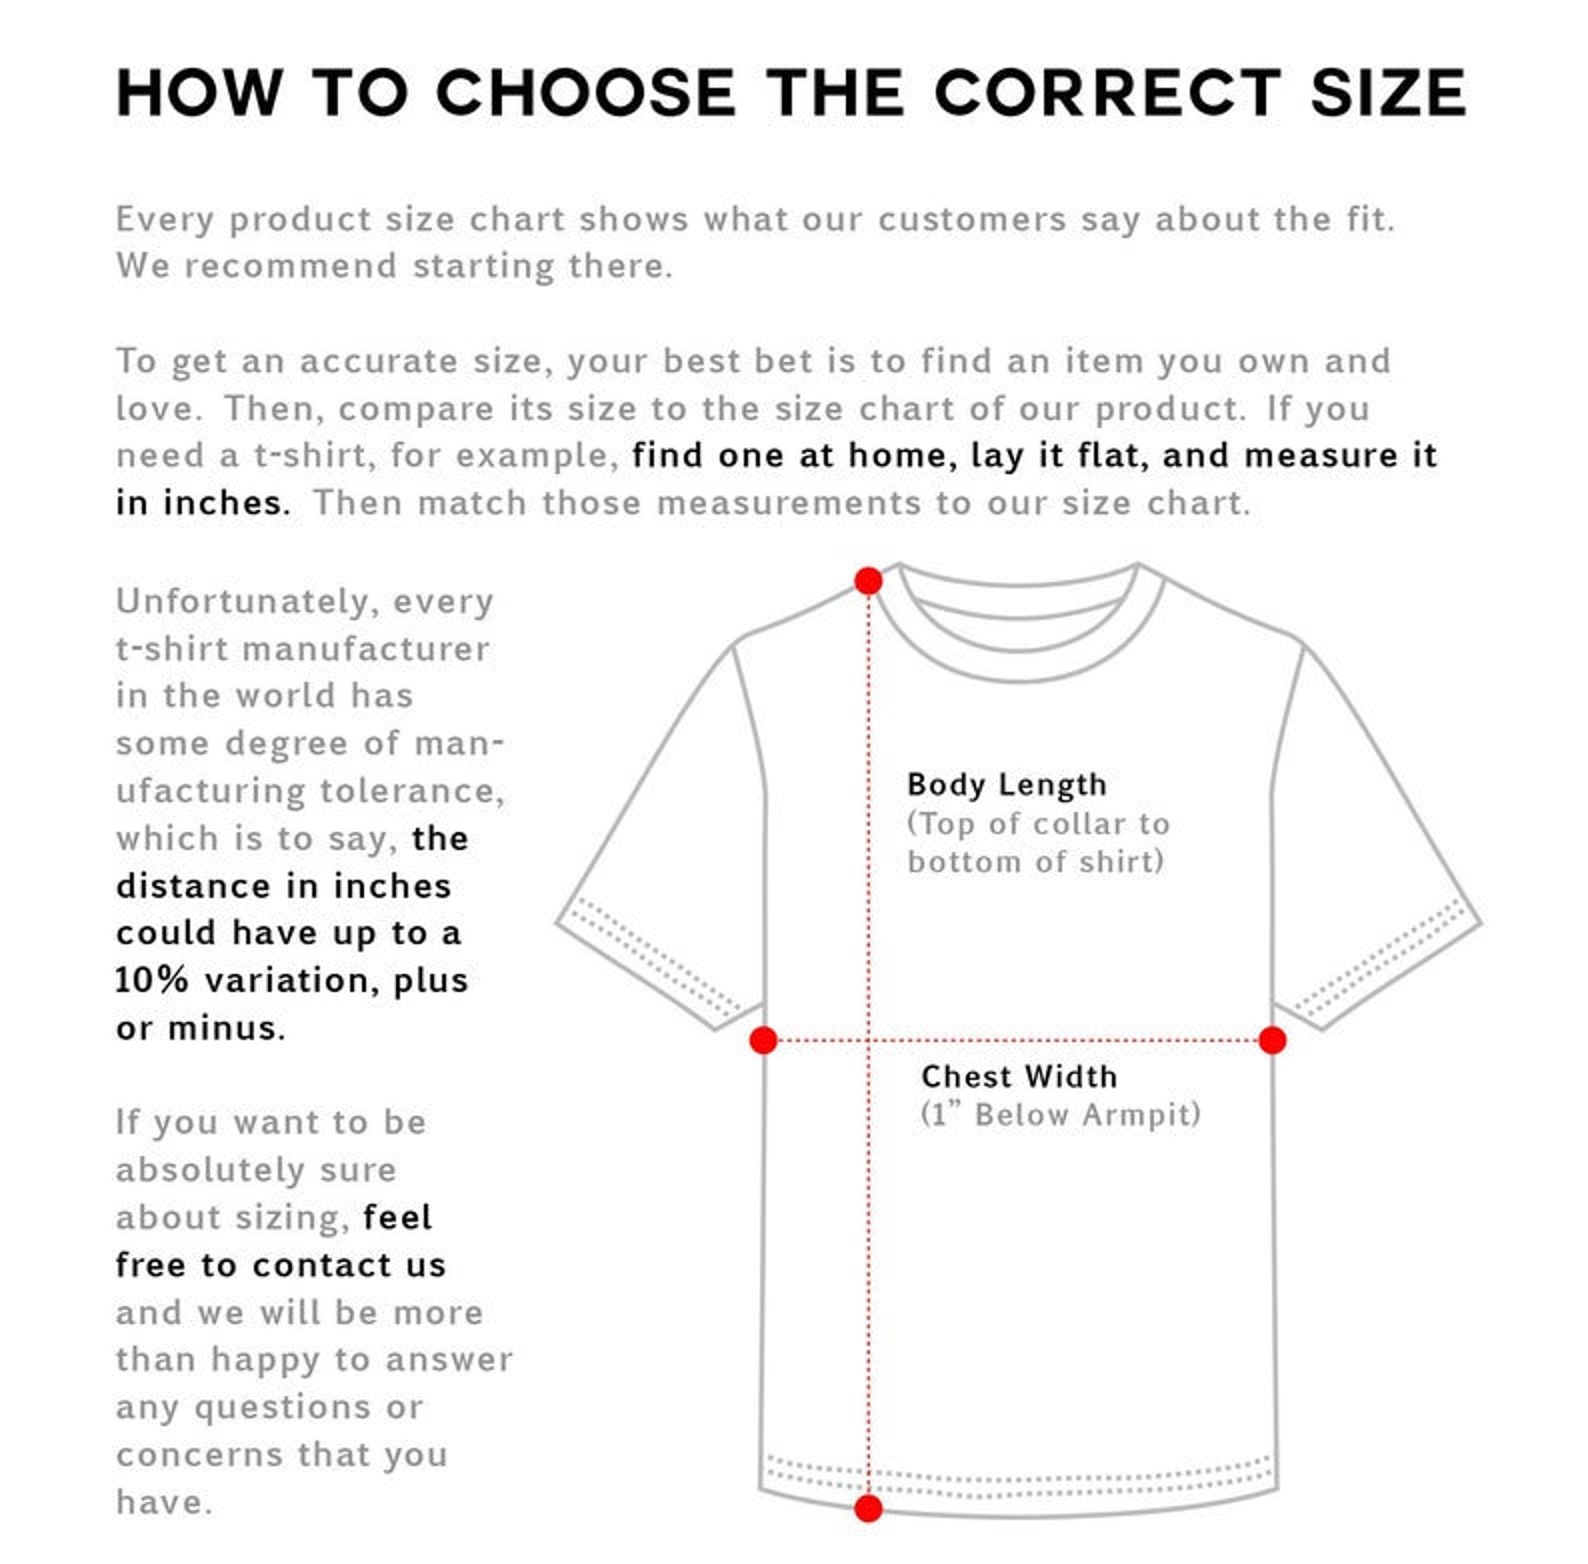 HOW TO CHOOSE THE CORRECT SIZE
Every product size chart shows what our customers say about the fit.
We recommend starting there.
To get an accurate size, your best bet is to find an item you own and
love. Then, compare its size to the size chart of our product. If you
need a t-shirt, for example, find one at home, lay it flat, and measure it
in inches. Then match those measurements to our size chart.
Unfortunately, every
t-shirt manufacturer
in the world has
some degree of man-
ufacturing tolerance,
which is to say, the
distance in inches
could have up to a
10% variation, plus
or minus.
If you want to be
absolutely sure
about sizing, feel
free to contact us
and we will be more
than happy to answer
any questions or
concerns that you
have.
Body Length
(Top of collar to
bottom of shirt)
Chest Width
(1” Below Armpit)